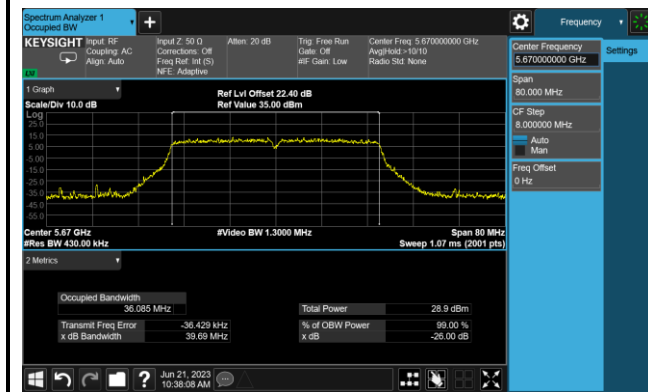 Spectrum Analyzer 1
Occupied BW
Frequency
KEYSIGHT
Input: RF
Coupling: AC
Align: Auto
Input Z: 50 Ω
Corrections: Off
Freq Ref: Int (S)
NFE: Adaptive
Atten: 20 dB
Trig: Free Run
Gate: Off
#IF Gain: Low
Center Freq: 5.670000000 GHz
Avg|Hold:>10/10
Radio Std: None
Center Frequency
5.670000000 GHz
Settings
Span
80.000 MHz
CF Step
8.000000 MHz
Auto
Man
Freq Offset
0 Hz
1 Graph
Scale/Div 10.0 dB
Ref Lvl Offset 22.40 dB
Ref Value 35.00 dBm
Log
25.0
15.0
5.00
-5.00
-15.0
-25.0
-35.0
-45.0
-55.0
Center 5.67 GHz
#Video BW 1.3000 MHz
Span 80 MHz
#Res BW 430.00 kHz
Sweep 1.07 ms (2001 pts)
2 Metrics
Occupied Bandwidth
36.085 MHz
Total Power
28.9 dBm
Transmit Freq Error
-36.429 kHz
% of OBW Power
99.00 %
x dB Bandwidth
39.69 MHz
x dB
-26.00 dB
Jun 21, 2023
10:38:08 AM